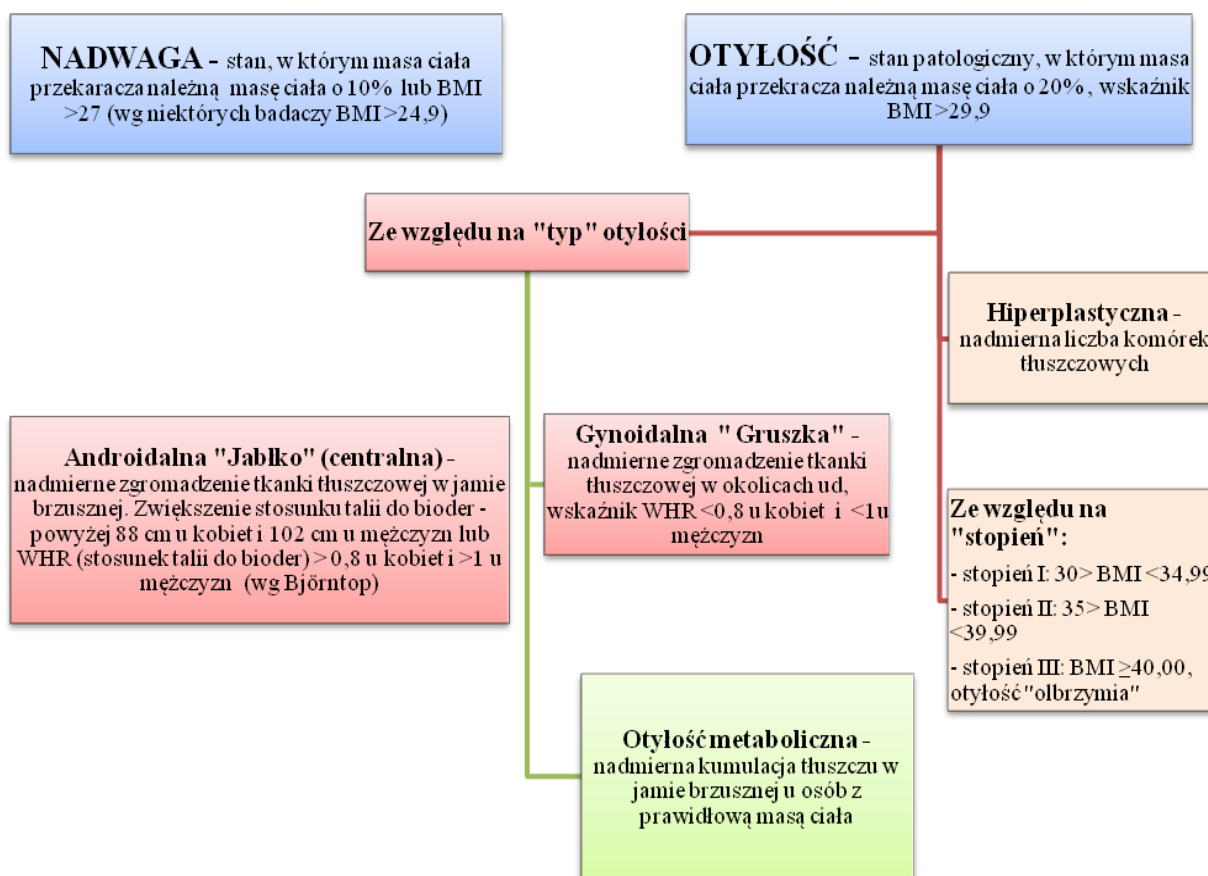 NADWAGA - stan, w którym masa ciała
przekaracza należną masę ciała o 10% lub BMI
>27 (wg niektórych badaczy BMI>24,9)
OTYŁOŚĆ - stan patologiczny, w którym masa
ciała przekracza należną masę ciała o 20%, wskaźnik
BMI>29,9
Ze względu na "typ" otyłości
Hiperplastyczna -
nadmierna liczba komórek
tłuszczowych
Androidalna "Jabłko" (centralna) -
nadmierne zgromadzenie tkanki tłuszczowej w jamie
brzusznej. Zwiększenie stosunku talii do bioder -
powyżej 88 cm u kobiet i 102 cm u mężczyzn lub
WHR (stosunek talii do bioder) > 0,8 u kobiet i >1 u
mężczyzn (wg Björntop)
Gynoidalna " Gruszka" -
nadmierne zgromadzenie tkanki
tłuszczowej w okolicach ud,
wskaźnik WHR <0,8 u kobiet i <1 u
mężczyzn
Ze względu na
"stopień":
- stopień I: 30> BMI <34,99
- stopień II: 35> BMI
<39,99
- stopień III: BMI ≥40,00,
otyłość "olbrzymia"
Otyłość metaboliczna -
nadmierna kumulacja tłuszczu w
jamie brzusznej u osób z
prawidłową masą ciała